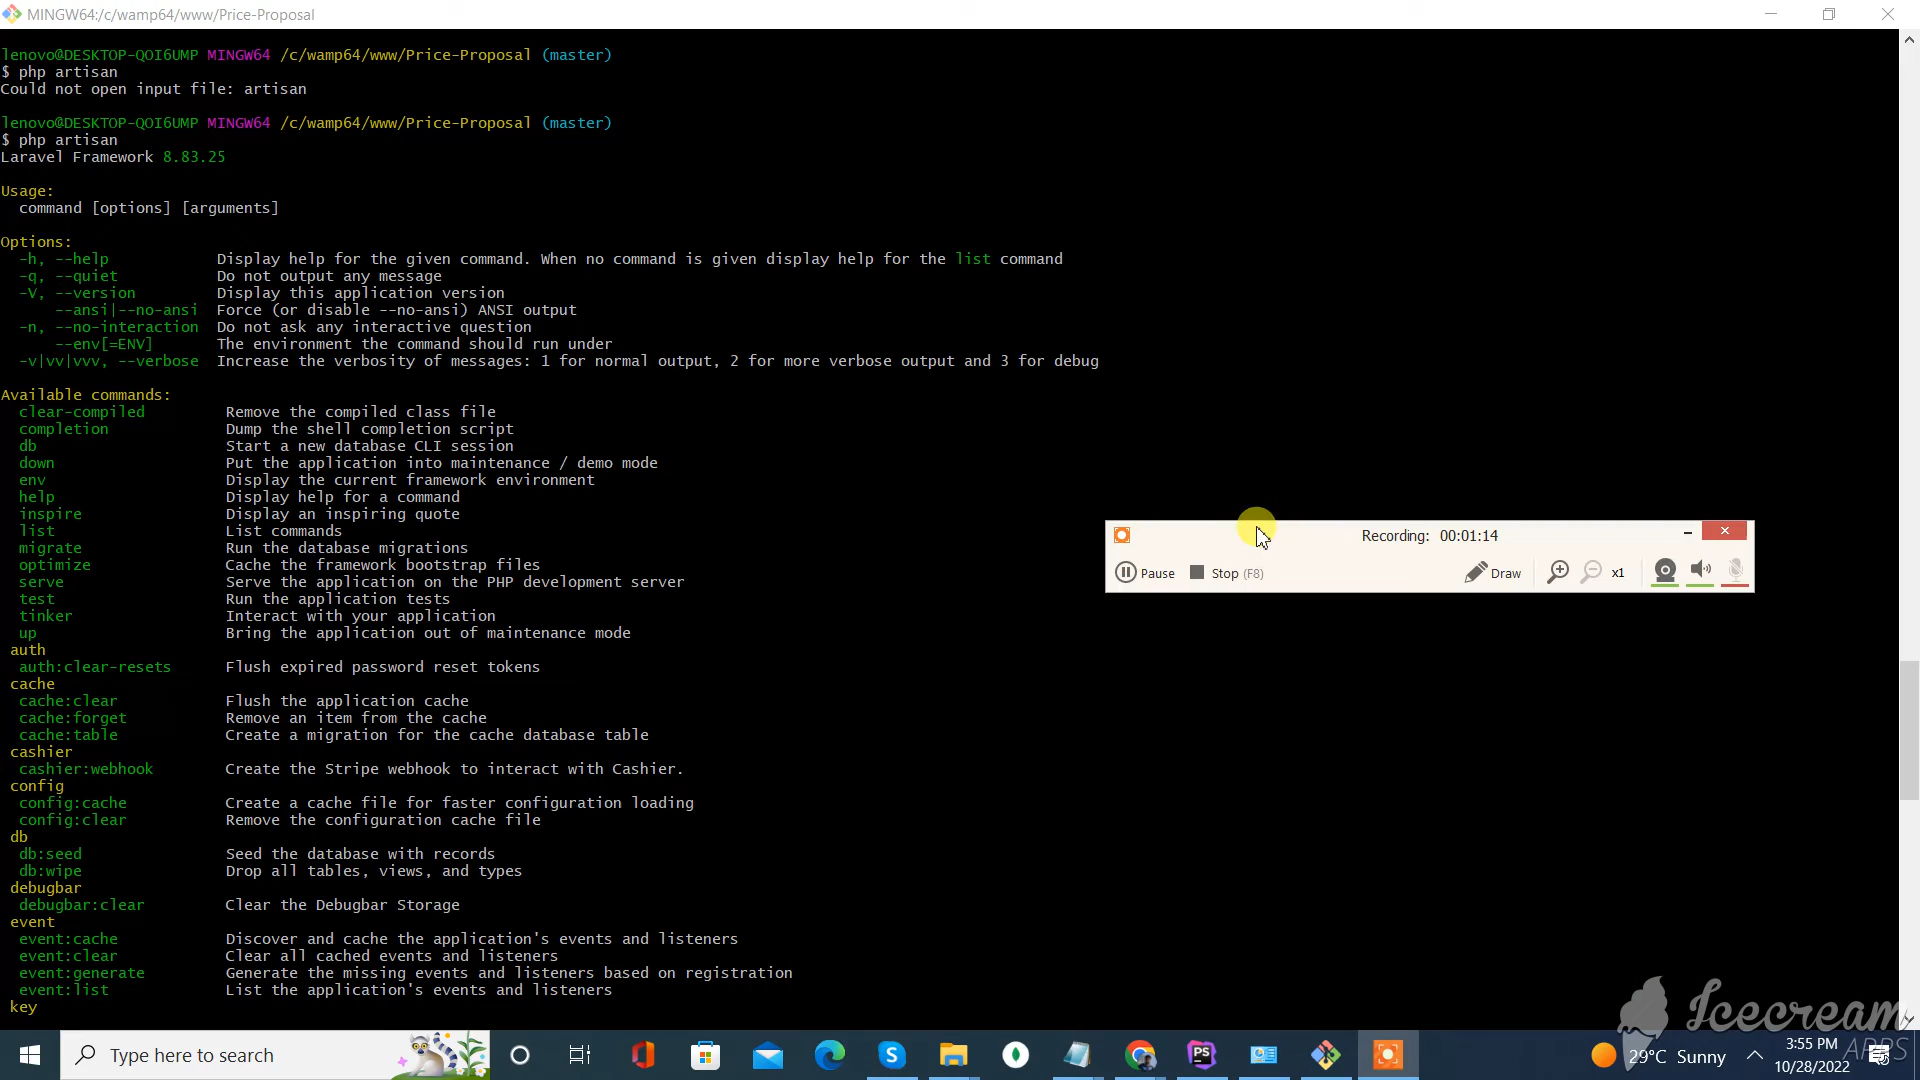 MINGW64:/c/wamp64/www/Price-Proposal
lenovo@DESKTOP-QOI6UMP MINGW64 /c/wamp64/www/Price-Proposal (master)
$ php artisan
Could not open input file: artisan
lenovo@DESKTOP-QOI6UMP MINGW64 /c/wamp64/www/Price-Proposal (master)
$ php artisan
Laravel Framework 8.83.25
Usage:
command [options] [arguments]
Options:
-h, --help Display help for the given command. When no command is given display help for the list command
-q, --quiet Do not output any message
-V, --version Display this application version
--ansi|--no-ansi Force (or disable --no-ansi) ANSI output
-n, --no-interaction Do not ask any interactive question
--env[=ENV] The environment the command should run under
-v|vv|vvv, --verbose Increase the verbosity of messages: 1 for normal output, 2 for more verbose output and 3 for debug
Available commands:
clear-compiled Remove the compiled class file
completion Dump the shell completion script
db Start a new database CLI session
down Put the application into maintenance / demo mode
env Display the current framework environment
help Display help for a command
inspire Display an inspiring quote
list List commands
migrate Run the database migrations
optimize Cache the framework bootstrap files
serve Serve the application on the PHP development server
test Run the application tests
tinker Interact with your application
up Bring the application out of maintenance mode
auth
auth:clear-resets Flush expired password reset tokens
cache
cache:clear Flush the application cache
cache:forget Remove an item from the cache
cache:table Create a migration for the cache database table
cashier
cashier:webhook Create the Stripe webhook to interact with Cashier.
config
config:cache Create a cache file for faster configuration loading
config:clear Remove the configuration cache file
db
db:seed Seed the database with records
db:wipe Drop all tables, views, and types
debugbar
debugbar:clear Clear the Debugbar Storage
event
event:cache Discover and cache the application's events and listeners
event:clear Clear all cached events and listeners
event:generate Generate the missing events and listeners based on registration
event:list List the application's events and listeners
key
Recording: 00:01:14
Pause Stop (F8) Draw x1
Icecream
APPS
Type here to search
PS
29°C Sunny
3:55 PM
10/28/2022